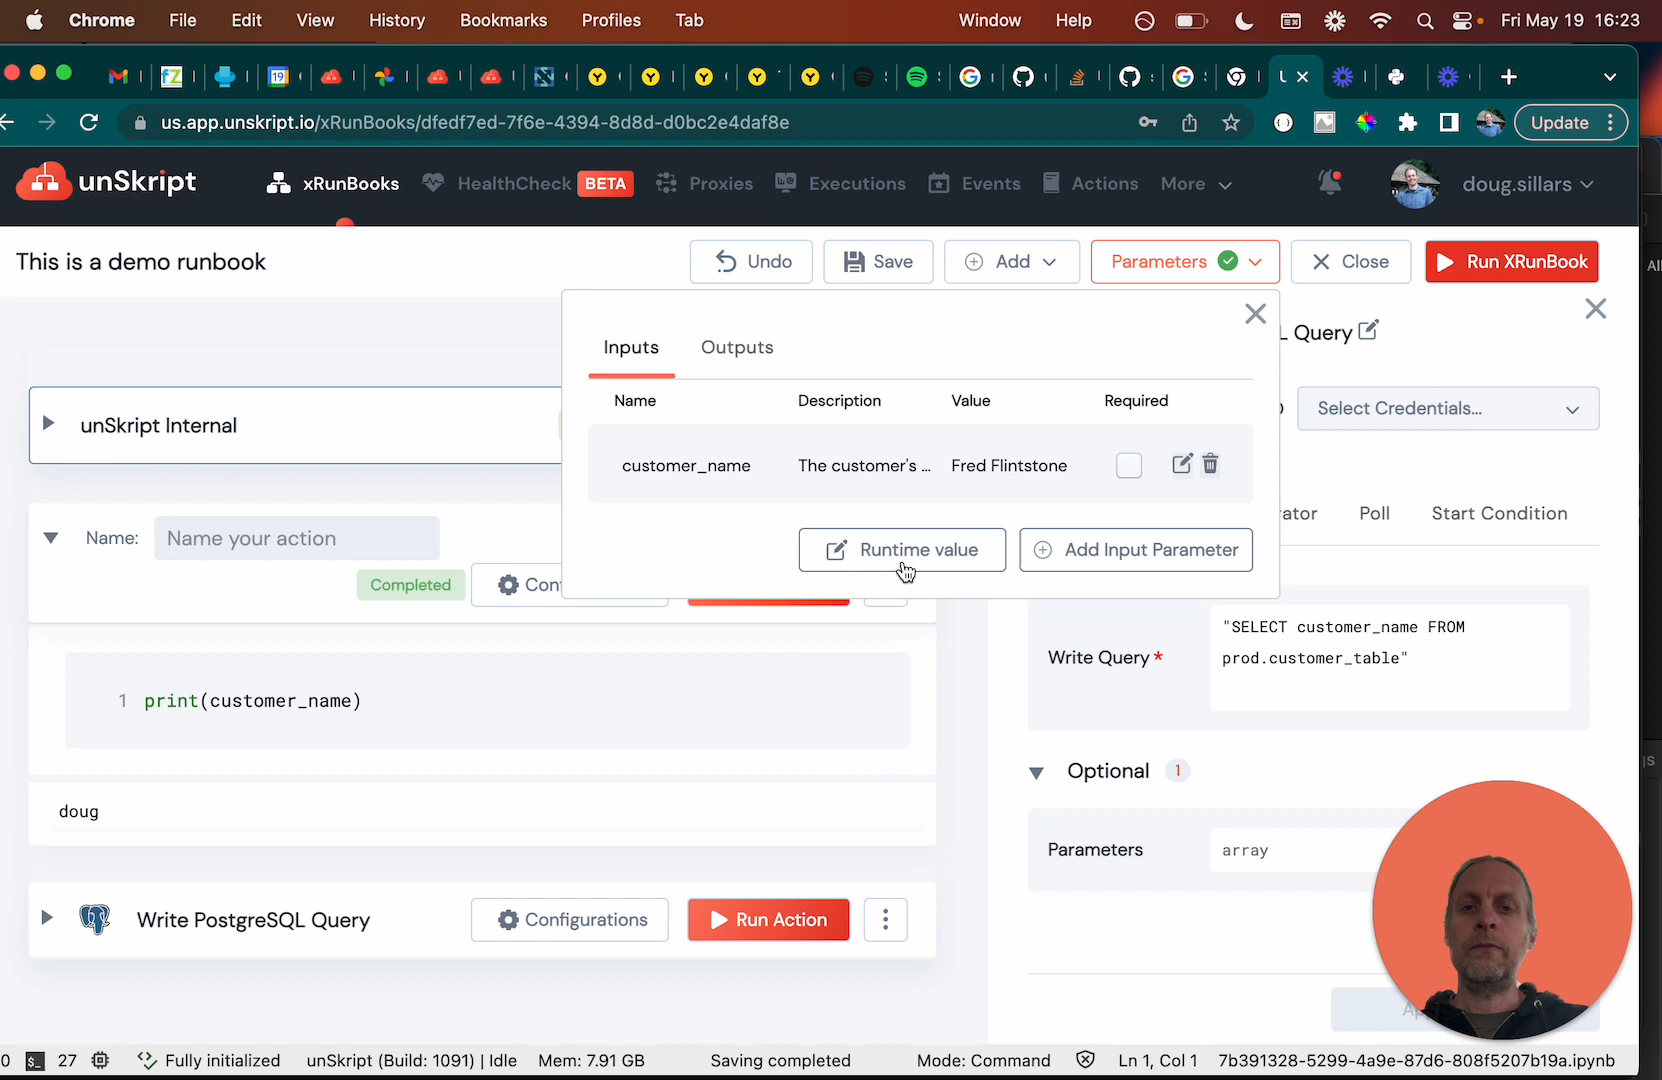 Chrome File Edit View History Bookmarks Profiles Tab Window Help Fri May 19 16:23
us.app.unskript.io/xRunBooks/dfedf7ed-7f6e-4394-8d8d-d0bc2e4daf8e
Update
unSkript
xRunBooks HealthCheck BETA Proxies Executions Events Actions More doug.sillars
This is a demo runbook
Undo Save Add Parameters Close Run XRunBook
Inputs Outputs
L Query
Name Description Value Required
Select Credentials...
unSkript Internal
customer_name The customer's ... Fred Flintstone
ator Poll Start Condition
Name: Name your action
Runtime value Add Input Parameter
Completed
Con
Write Query*
"SELECT customer_name FROM
prod.customer_table"
1 print(customer_name)
Optional 1
doug
Parameters array
Write PostgreSQL Query Configurations Run Action
0 27 Fully initialized unSkript (Build: 1091) | Idle Mem: 7.91 GB Saving completed Mode: Command Ln 1, Col 1 7b391328-5299-4a9e-87d6-808f5207b19a.ipynb